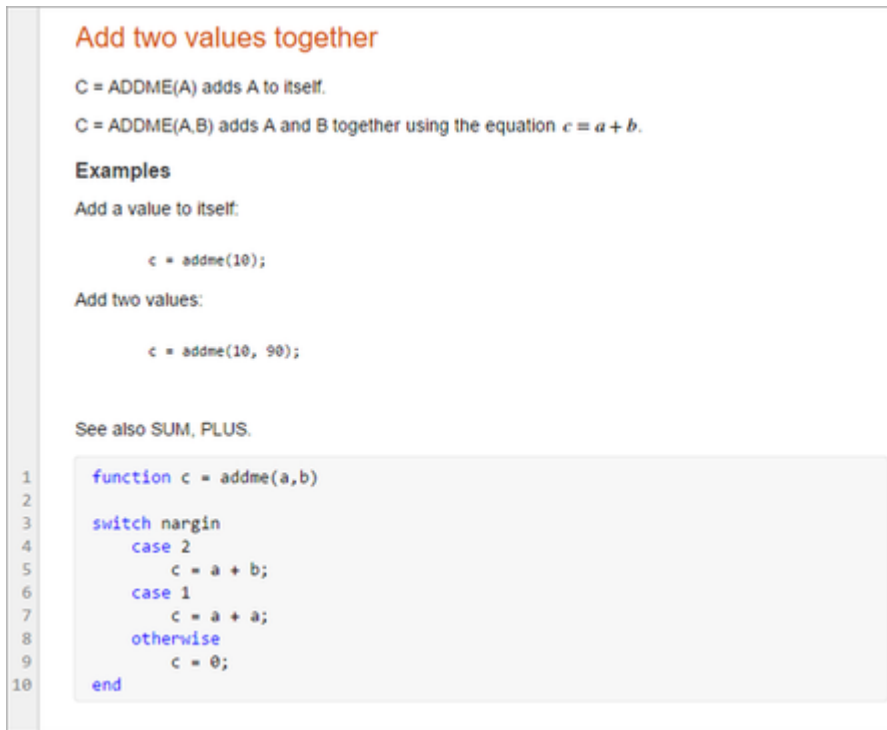 Add two values together
C = ADDME(A) adds A to itself.
C = ADDME(A,B) adds A and B together using the equation c = a + b.
Examples
Add a value to itself:
c = addme(10);
Add two values:
c = addme(10, 90);
See also SUM, PLUS.
1 function c = addme(a,b)
2
3 switch nargin
4 case 2
5 c = a + b;
6 case 1
7 c = a + a;
8 otherwise
9 c = 0;
10 end